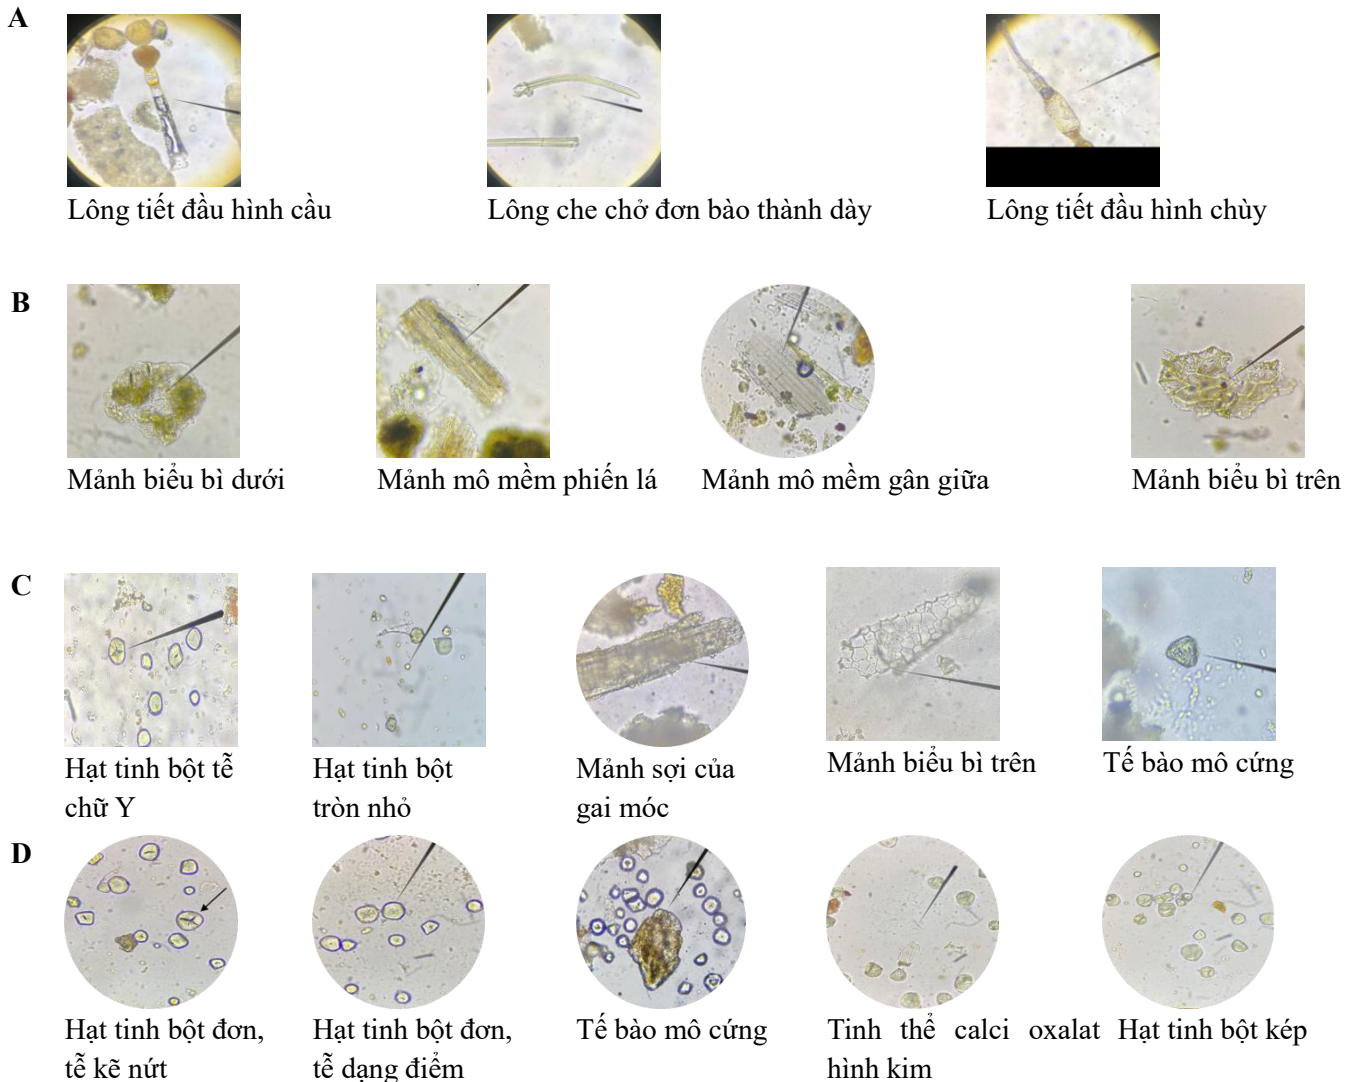 A
Lông tiết đầu hình cầu
Lông che chở đơn bào thành dày
Lông tiết đầu hình chùy
B
Mảnh biểu bì dưới
Mảnh mô mềm phiến lá
Mảnh mô mềm gân giữa
Mảnh biểu bì trên
C
Hạt tinh bột tễ
chữ Y
Hạt tinh bột
tròn nhỏ
Mảnh sợi của
gai móc
Mảnh biểu bì trên
Tế bào mô cứng
D
Hạt tinh bột đơn,
tễ kẽ nứt
Hạt tinh bột đơn,
tễ dạng điểm
Tế bào mô cứng
Tinh thể calci oxalat
hình kim
Hạt tinh bột kép